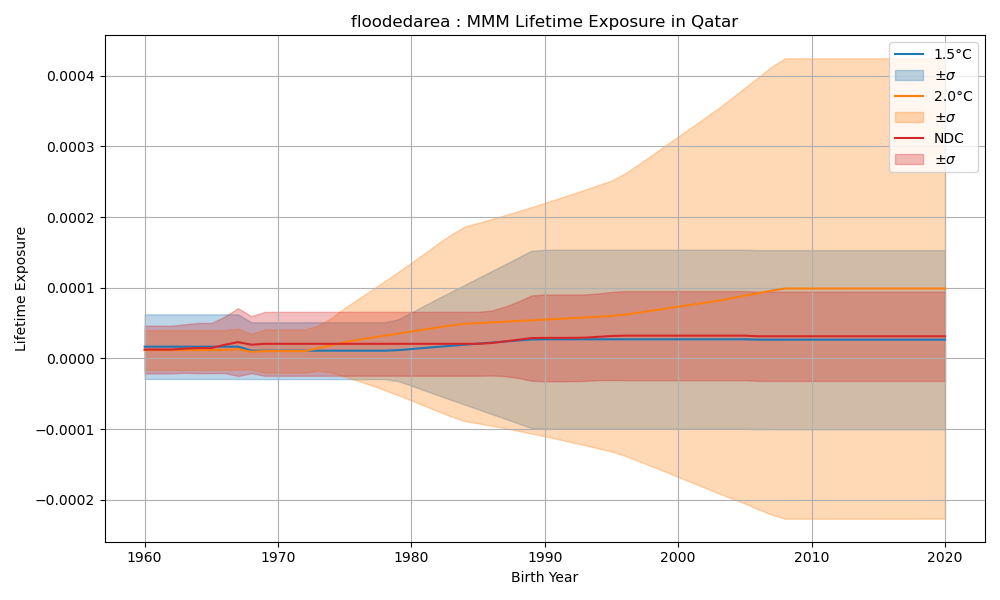 floodedarea : MMM Lifetime Exposure in Qatar
Lifetime Exposure
0.0004
0.0003
0.0002
0.0001
0.0000
−0.0001
−0.0002
1960
1970
1980
1990
2000
2010
2020
Birth Year
1.5°C
±σ
2.0°C
±σ
NDC
±σ